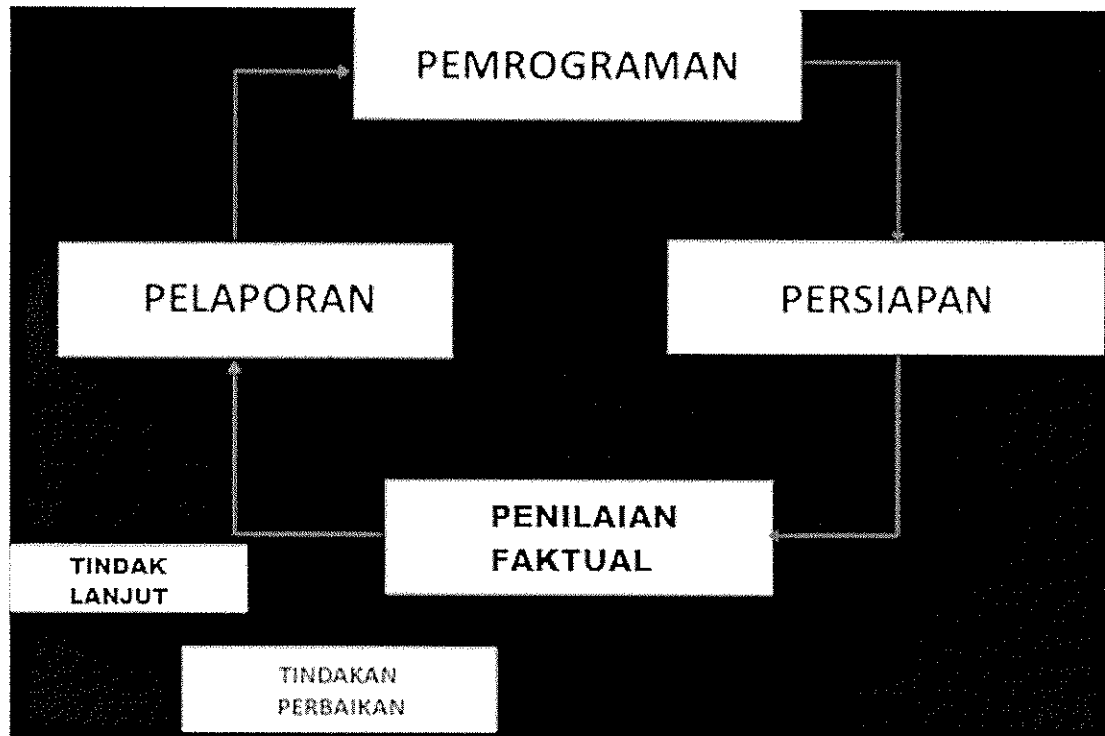 PEMROGRAMAN
PELAPORAN
PERSIAPAN
PENILAIAN
FAKTUAL
TINDAK
LANJUT
TINDAKAN
PERBAIKAN